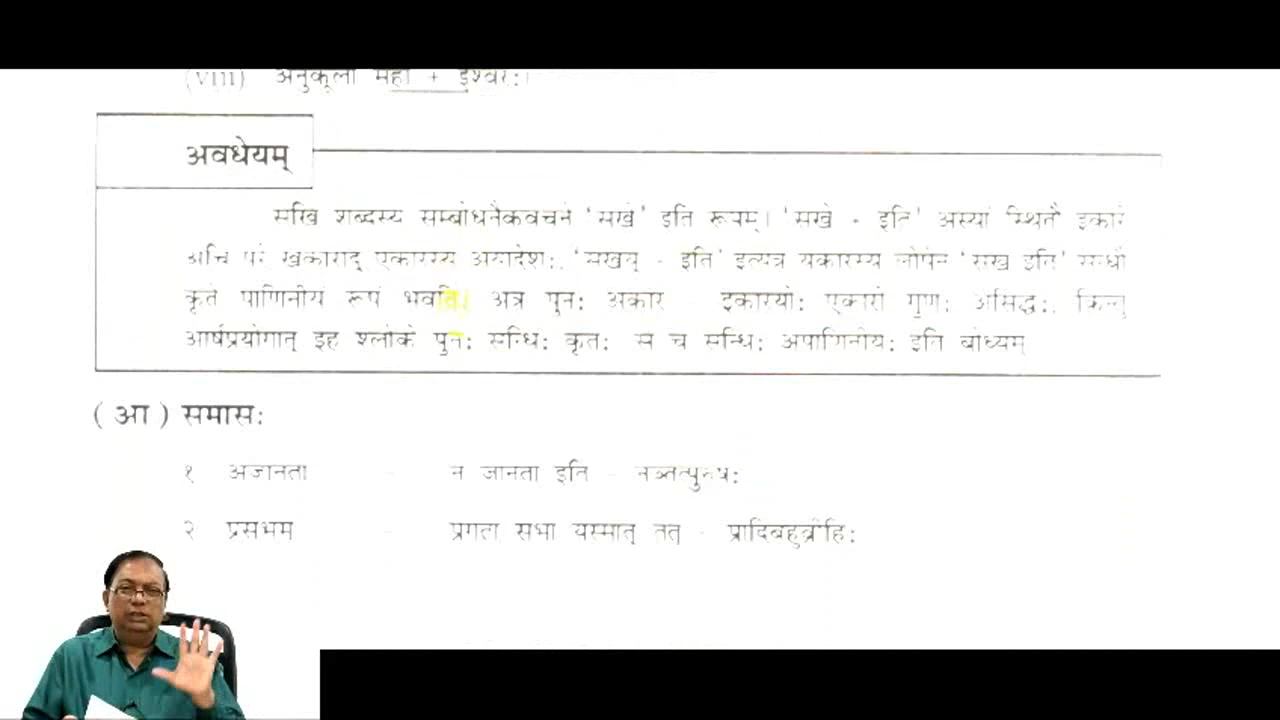 (VIII) अनुकूला महा + ईश्वरः।
अवधेयम्
सखि शब्दस्य सम्बोधनैकवचने 'सखे' इति रूपम्। 'सखे - इति' अस्यां स्थितौ इकारे
अचि परे खकाराद् एकारस्य अयादेशः, 'सखय् - इति' इत्यत्र यकारस्य लोपेन 'सख इति' सन्धौ
कृते पाणिनीयं रूपं भवति। अत्र पुनः अकार - इकारयोः एकारो गुणः असिद्धः, किन्तु
आर्षप्रयोगात् इह श्लोके पुनः सन्धिः कृतः स च सन्धिः अपाणिनीयः इति बोध्यम्
(आ) समासः
१ अजानता - न जानता इति - नञ्तत्पुरुषः
२ प्रसभम् - प्रगता सभा यस्मात् तत् - प्रादिबहुव्रीहिः